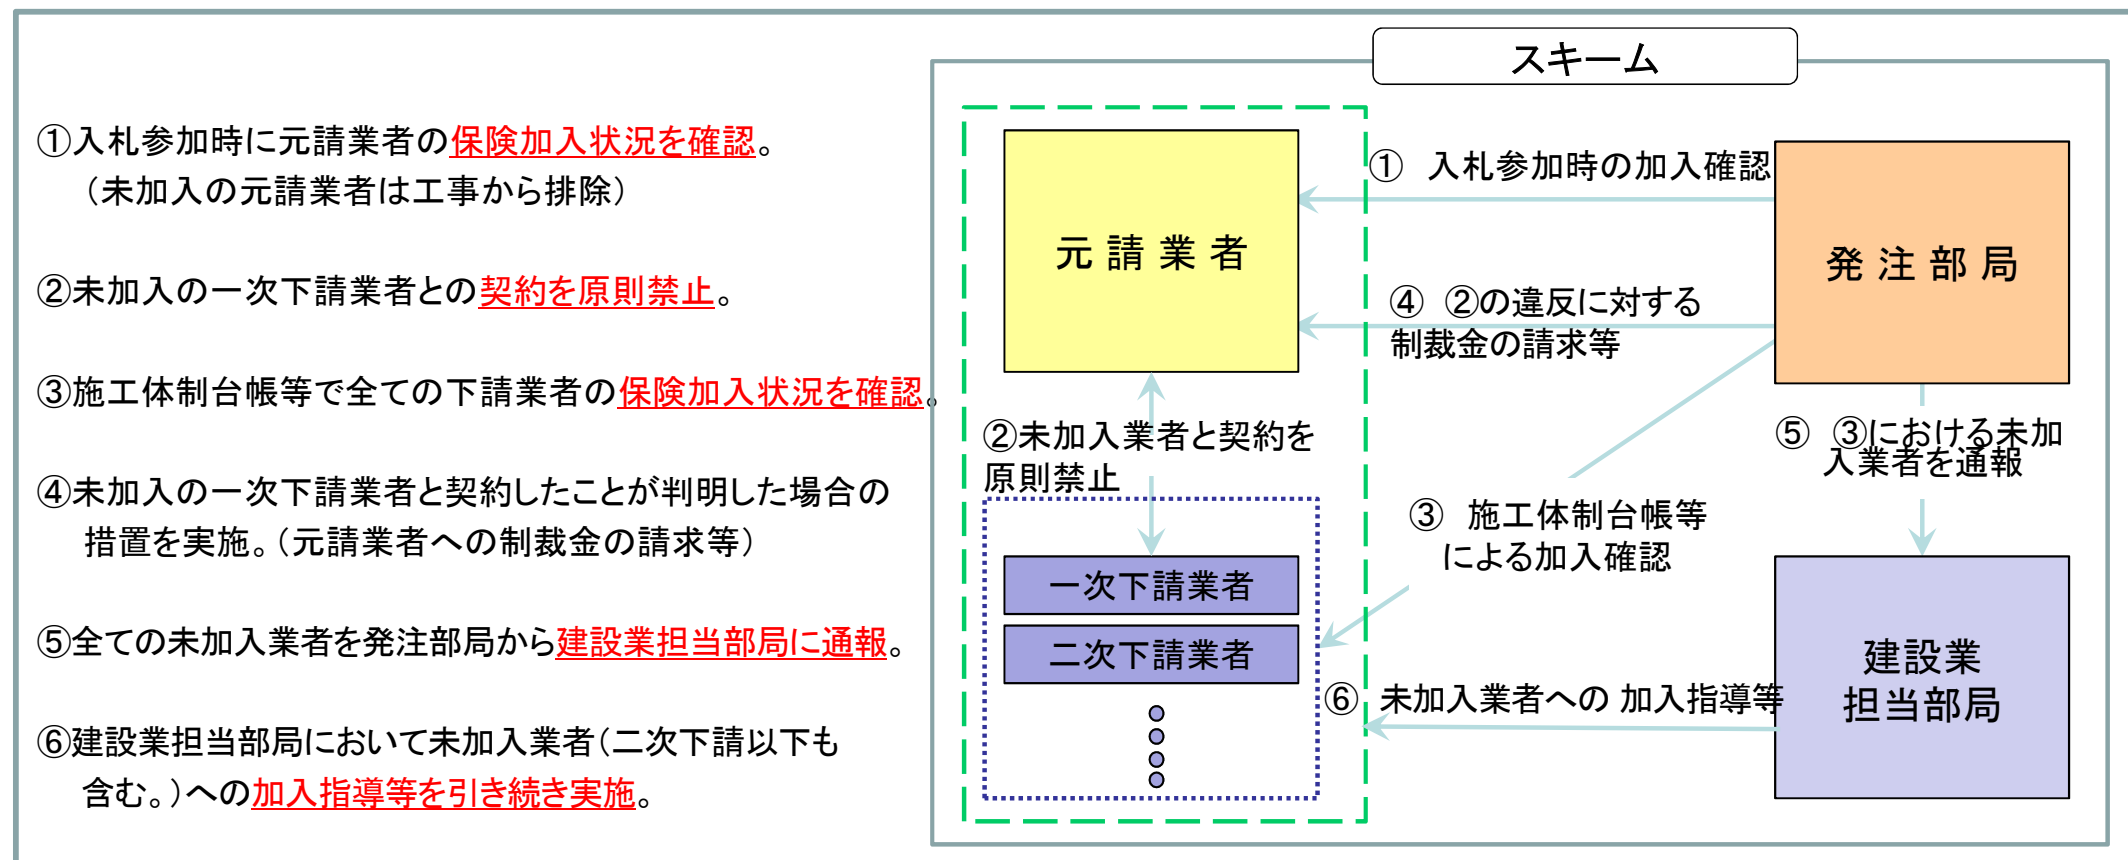 スキーム
①入札参加時に元請業者の保険加入状況を確認。
（未加入の元請業者は工事から排除）
②未加入の一次下請業者との契約を原則禁止。
③施工体制台帳等で全ての下請業者の保険加入状況を確認。
④未加入の一次下請業者と契約したことが判明した場合の
措置を実施。（元請業者への制裁金の請求等）
⑤全ての未加入業者を発注部局から建設業担当部局に通報。
⑥建設業担当部局において未加入業者（二次下請以下も
含む。）への加入指導等を引き続き実施。
元請業者
① 入札参加時の加入確認
発注部局
④ ②の違反に対する
制裁金の請求等
②未加入業者と契約を
原則禁止
⑤ ③における未加
入業者を通報
③ 施工体制台帳等
による加入確認
一次下請業者
二次下請業者
⑥ 未加入業者への 加入指導等
建設業
担当部局